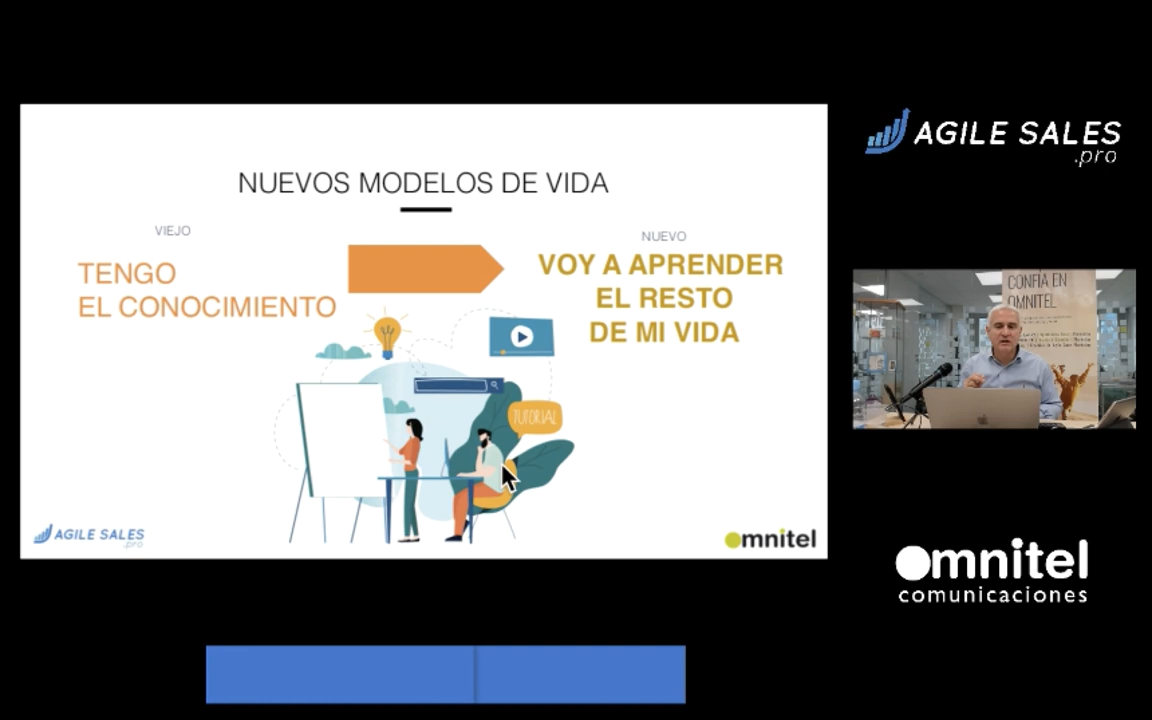 NUEVOS MODELOS DE VIDA
VIEJO
TENGO
EL CONOCIMIENTO
NUEVO
VOY A APRENDER
EL RESTO
DE MI VIDA
TUTORIAL
AGILE SALES
.pro
omnitel
AGILE SALES
.pro
CONFÍA EN
OMNITEL
omnitel
comunicaciones